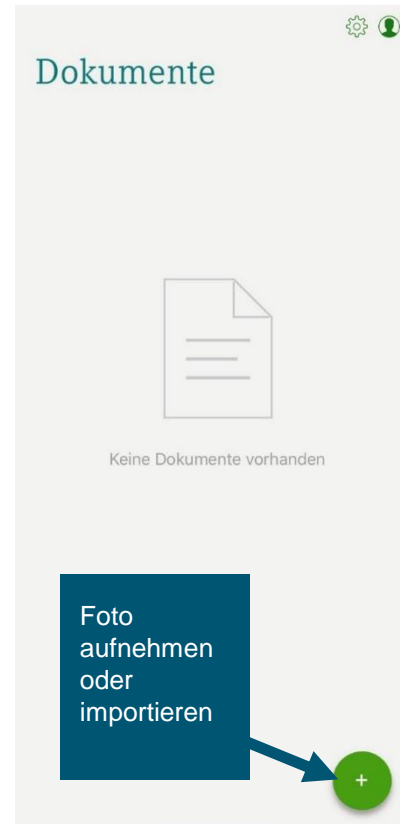 Dokumente
Keine Dokumente vorhanden
Foto
aufnehmen
oder
importieren
+